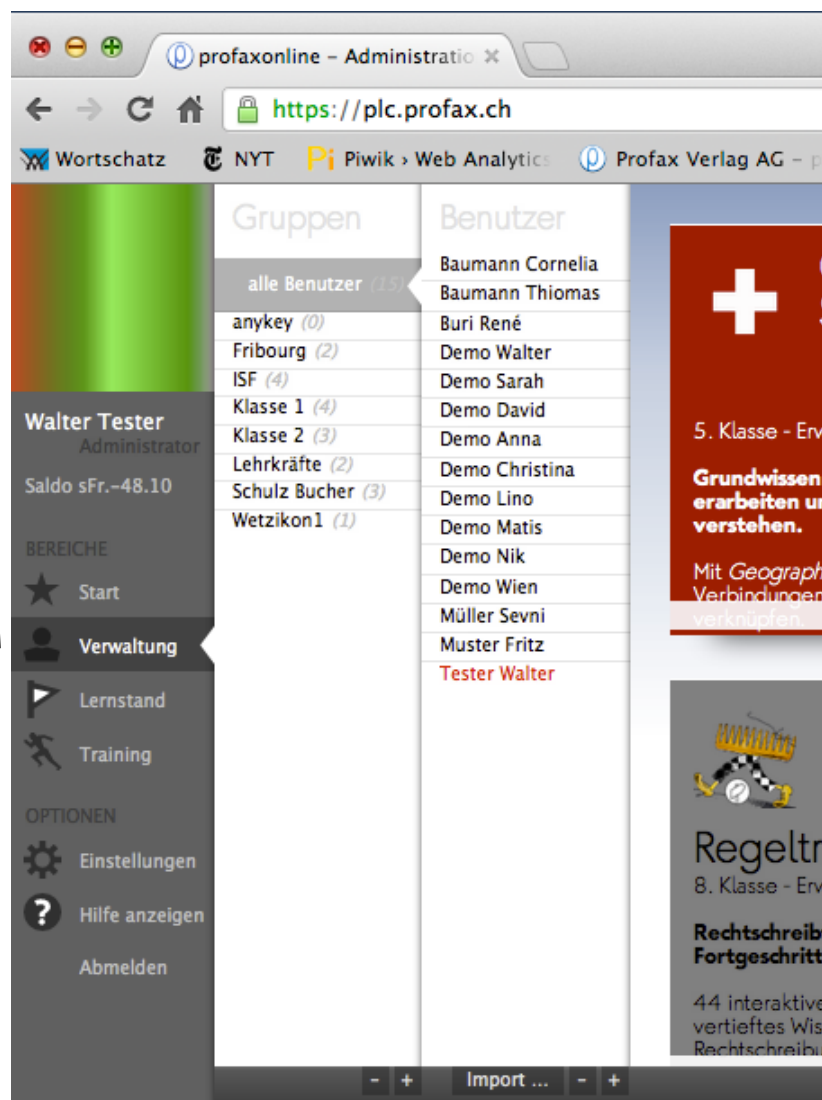 profaxonline – Administratio
https://plc.profax.ch
Wortschatz NYT Piwik › Web Analytics Profax Verlag AG –
Gruppen
alle Benutzer (15)
anykey (0)
Fribourg (2)
ISF (4)
Klasse 1 (4)
Klasse 2 (3)
Lehrkräfte (2)
Schulz Bucher (3)
Wetzikon1 (1)
Benutzer
Baumann Cornelia
Baumann Thiomas
Buri René
Demo Walter
Demo Sarah
Demo David
Demo Anna
Demo Christina
Demo Lino
Demo Matis
Demo Nik
Demo Wien
Müller Sevni
Muster Fritz
Tester Walter
Walter Tester
Administrator
Saldo sFr.-48.10
BEREICHE
Start
Verwaltung
Lernstand
Training
OPTIONEN
Einstellungen
Hilfe anzeigen
Abmelden
5. Klasse - Erw
Grundwissen
erarbeiten un
verstehen.
Mit Geograph
Verbindungen
verknüpfen.
Regeltr
8. Klasse - Erw
Rechtschreib
Fortgeschritt
44 interaktive
vertieftes Wis
Rechtschreibu
- + Import ... - +